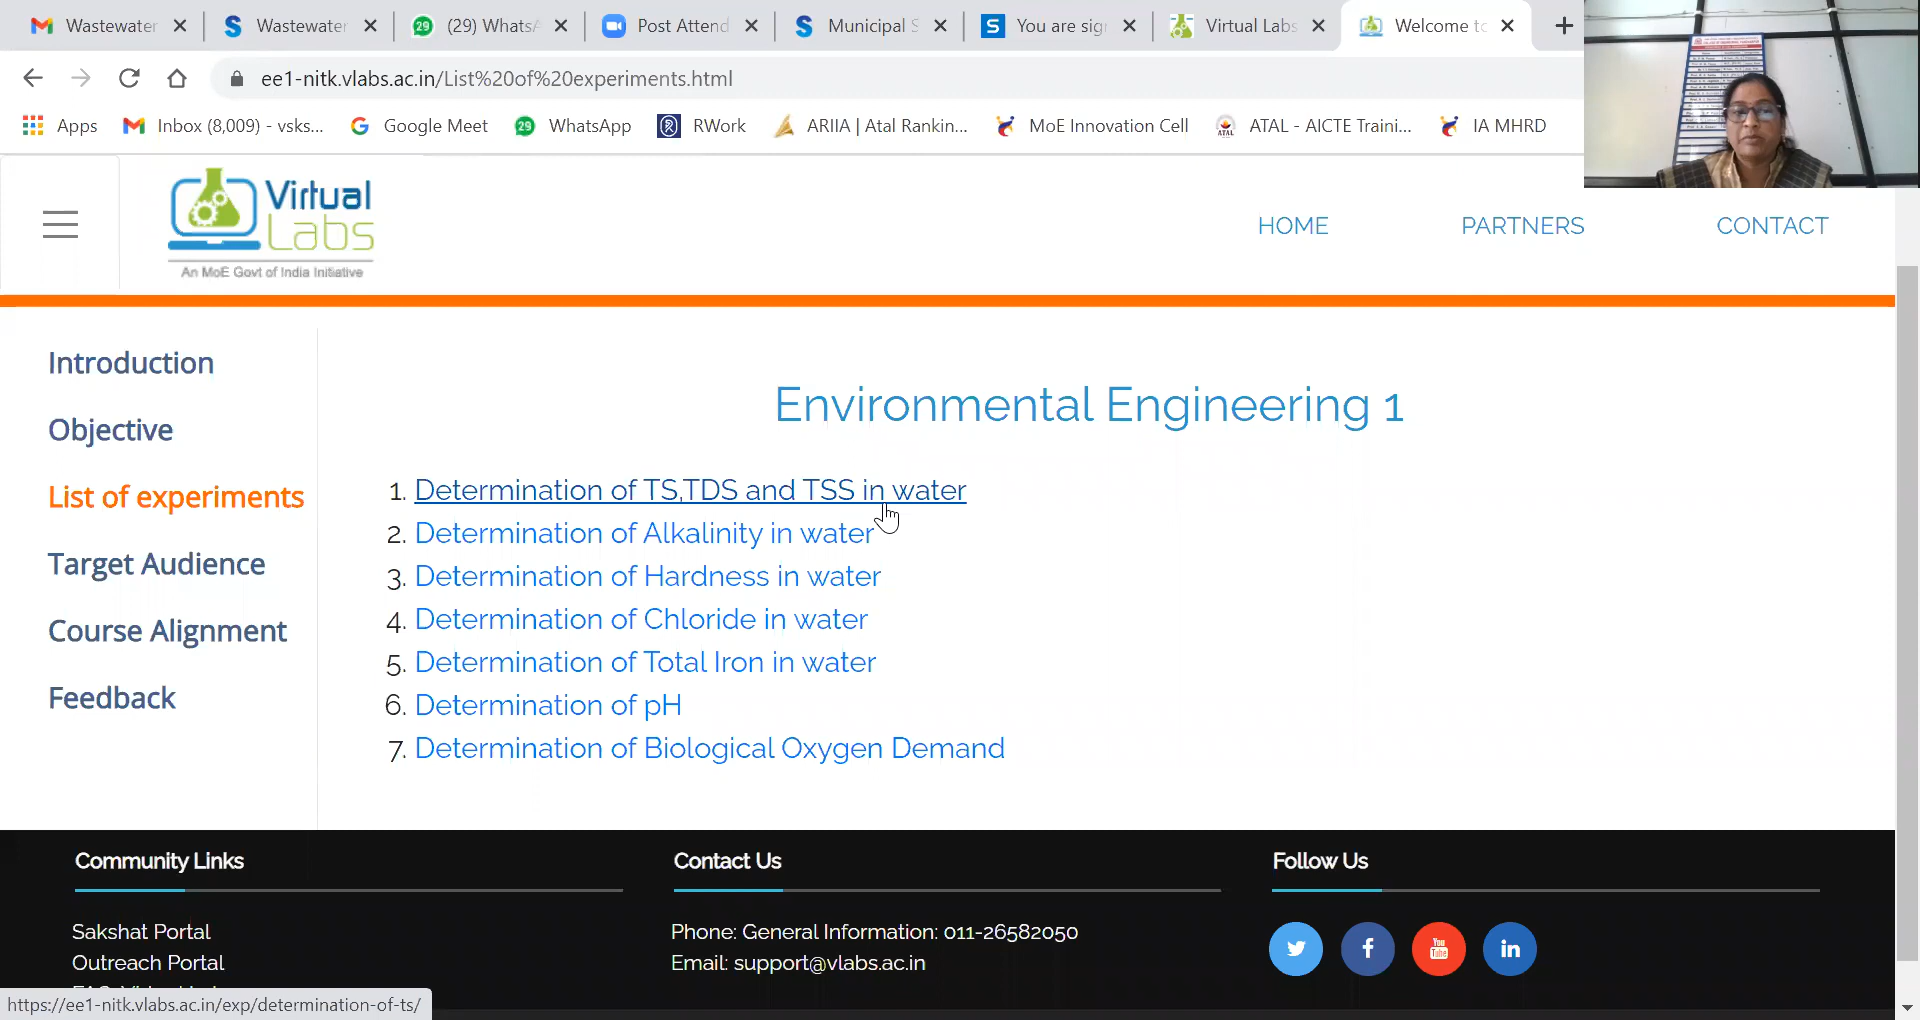 Wastewater
Wastewater
(29) WhatsA
Post Attend
Municipal S
You are sig
Virtual Labs
Welcome to
ee1-nitk.vlabs.ac.in/List%20of%20experiments.html
Apps
Inbox (8,009) - vsks...
Google Meet
29
WhatsApp
RWork
ARIIA | Atal Rankin...
MoE Innovation Cell
ATAL - AICTE Traini...
IA MHRD
Virtual
Labs
An MoE Govt of India Initiative
HOME
PARTNERS
CONTACT
Introduction
Objective
List of experiments
Target Audience
Course Alignment
Feedback
Environmental Engineering 1
1. Determination of TS,TDS and TSS in water
2. Determination of Alkalinity in water
3. Determination of Hardness in water
4. Determination of Chloride in water
5. Determination of Total Iron in water
6. Determination of pH
7. Determination of Biological Oxygen Demand
Community Links
Sakshat Portal
Outreach Portal
Contact Us
Phone: General Information: 011-26582050
Email: support@vlabs.ac.in
Follow Us
https://ee1-nitk.vlabs.ac.in/exp/determination-of-ts/